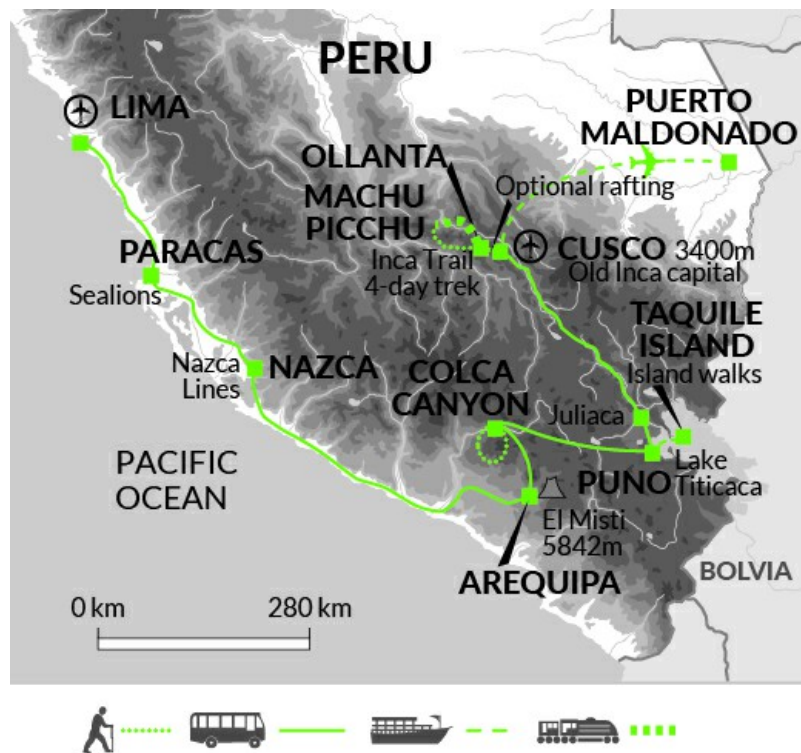 PERU
LIMA
PUERTO
MALDONADO
OLLANTA
Optional rafting
MACHU
PICCHU
CUSCO 3400m
Old Inca capital
Inca Trail
4-day trek
PARACAS
Sealions
TAQUILE
ISLAND
Island walks
Nazca
Lines
NAZCA
COLCA
CANYON
Juliaca
Lake
Titicaca
PUNO
PACIFIC
OCEAN
El Misti
5842m
AREQUIPA
BOLVIA
0 km
280 km